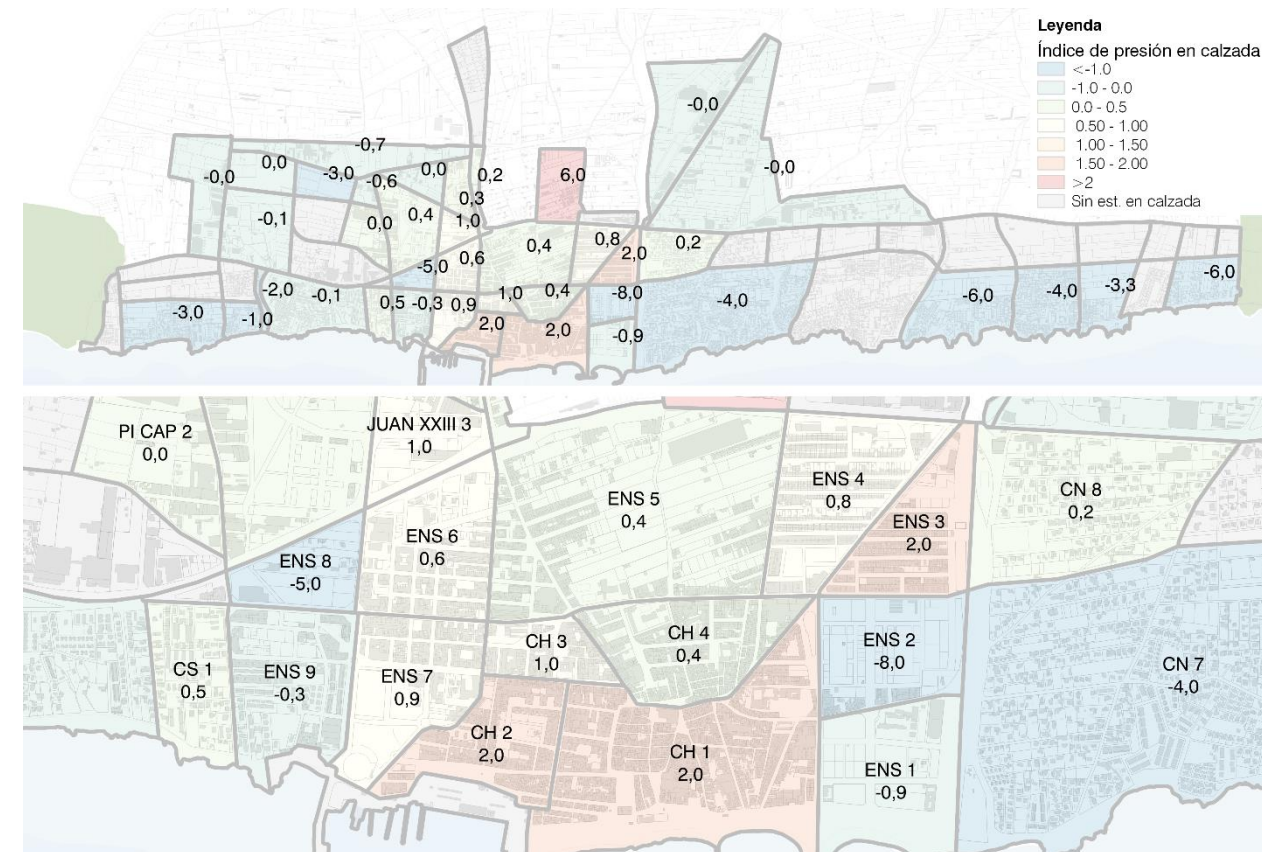 Leyenda
Índice de presión en calzada
<-1.0
-1.0 - 0.0
0.0 - 0.5
0.50 - 1.00
1.00 - 1.50
1.50 - 2.00
>2
Sin est. en calzada
-0,0
-0,7
0,0
-0,0
-3,0
-0,6
0,0
0,2
6,0
-0,0
0,3
-0,1
0,0
0,4
1,0
0,4
0,8
2,0
0,2
-5,0
0,6
-2,0
-0,1
0,5
-0,3
0,9
1,0
0,4
-8,0
-4,0
-6,0
-4,0
-3,3
-6,0
-3,0
-1,0
2,0
2,0
-0,9
PI CAP 2
0,0
JUAN XXIII 3
1,0
ENS 5
0,4
ENS 4
0,8
CN 8
0,2
ENS 3
2,0
ENS 6
0,6
ENS 8
-5,0
CH 3
1,0
CH 4
0,4
ENS 2
-8,0
CS 1
0,5
ENS 9
-0,3
ENS 7
0,9
CN 7
-4,0
CH 2
2,0
CH 1
2,0
ENS 1
-0,9